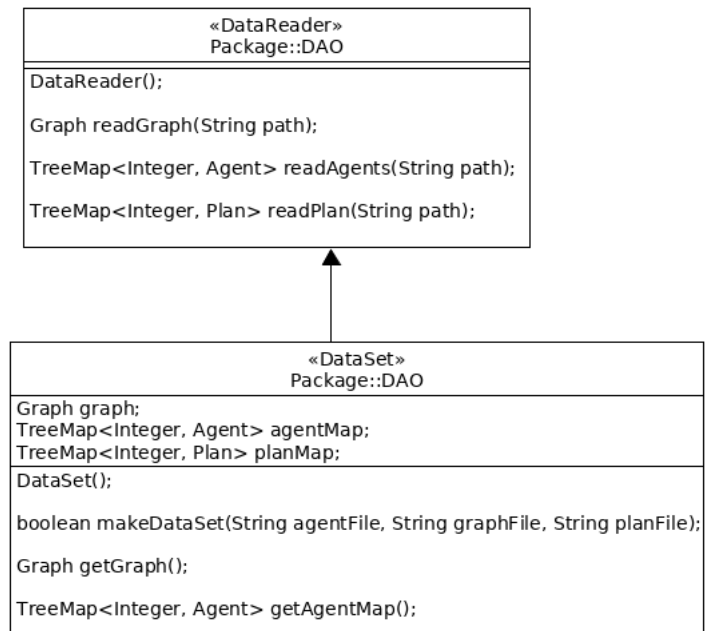 «DataReader»
Package::DAO
DataReader();
Graph readGraph(String path);
TreeMap<Integer, Agent> readAgents(String path);
TreeMap<Integer, Plan> readPlan(String path);
«DataSet»
Package::DAO
Graph graph;
TreeMap<Integer, Agent> agentMap;
TreeMap<Integer, Plan> planMap;
DataSet();
boolean makeDataSet(String agentFile, String graphFile, String planFile);
Graph getGraph();
TreeMap<Integer, Agent> getAgentMap();